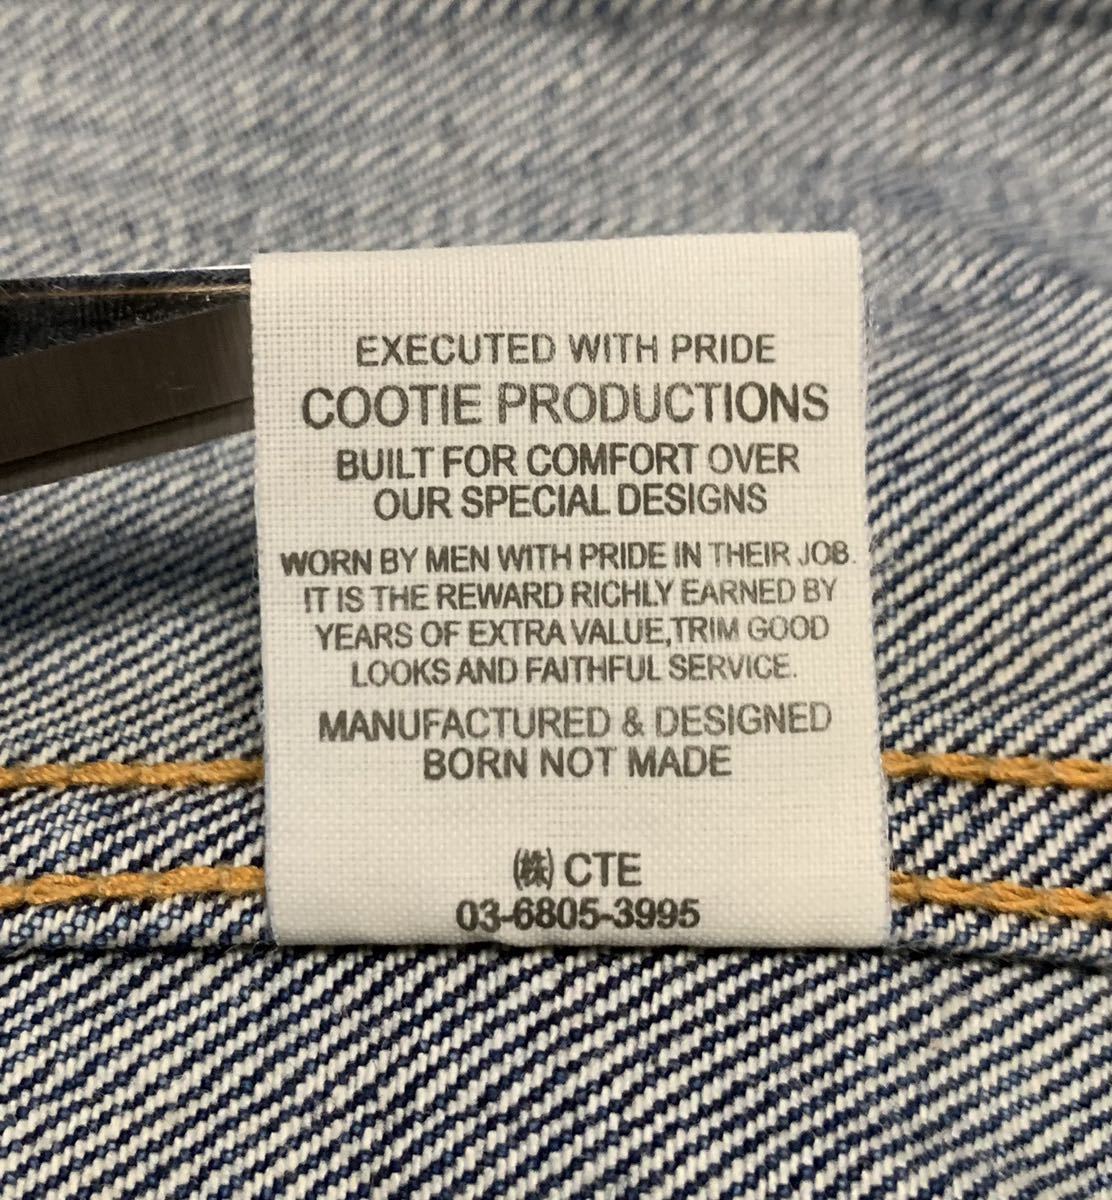 EXECUTED WITH PRIDE
COOTIE PRODUCTIONS
BUILT FOR COMFORT OVER
OUR SPECIAL DESIGNS
WORN BY MEN WITH PRIDE IN THEIR JOB.
IT IS THE REWARD RICHLY EARNED BY
YEARS OF EXTRA VALUE,TRIM GOOD
LOOKS AND FAITHFUL SERVICE.
MANUFACTURED & DESIGNED
BORN NOT MADE
(株) CTE
03-6805-3995